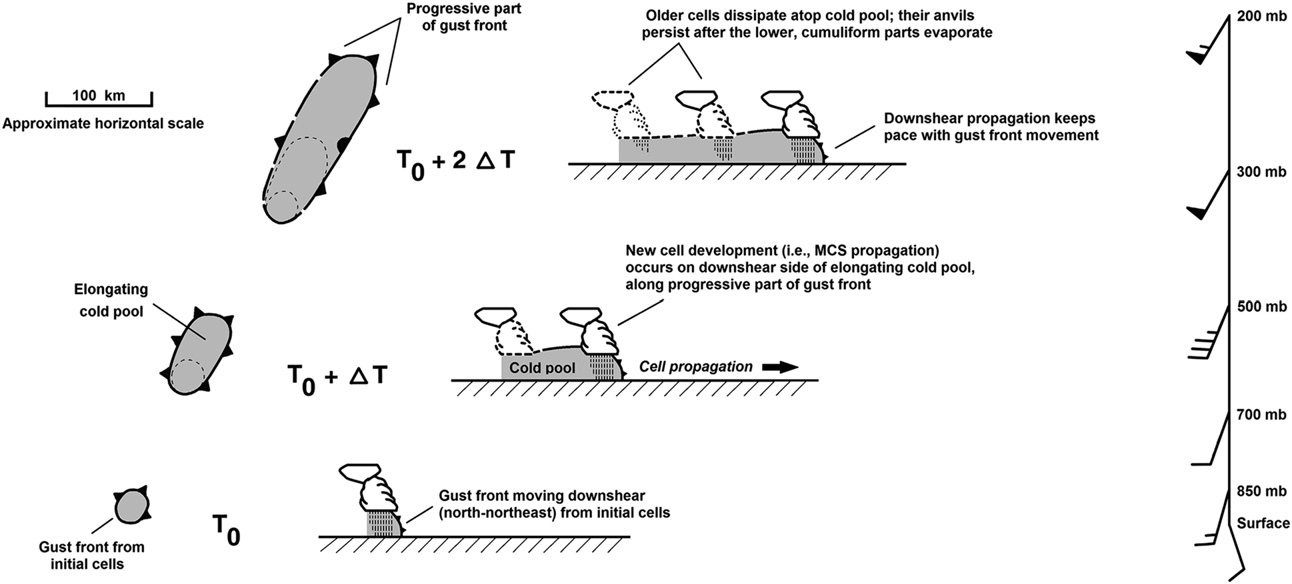 Progressive part
of gust front
100 km
Approximate horizontal scale
T0 + 2 △T
Older cells dissipate atop cold pool; their anvils
persist after the lower, cumuliform parts evaporate
Downshear propagation keeps
pace with gust front movement
Elongating
cold pool
T0 + △T
New cell development (i.e., MCS propagation)
occurs on downshear side of elongating cold pool,
along progressive part of gust front
Cold pool
Cell propagation
Gust front from
initial cells
T0
Gust front moving downshear
(north-northeast) from initial cells
200 mb
300 mb
500 mb
700 mb
850 mb
Surface